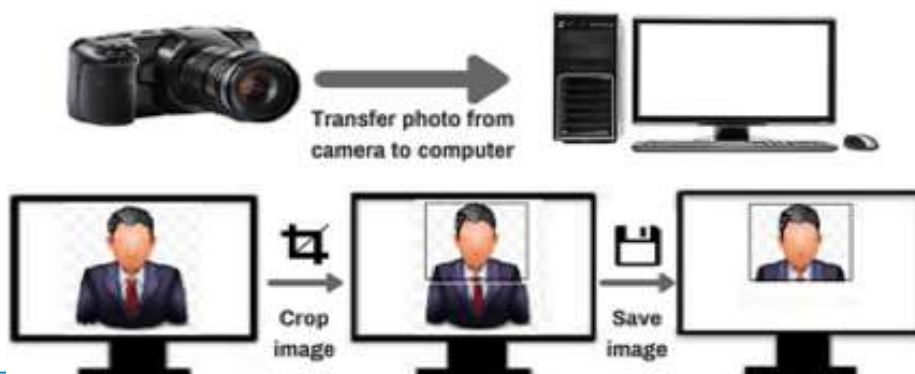 Transfer photo from
camera to computer
Crop
image
Save
image